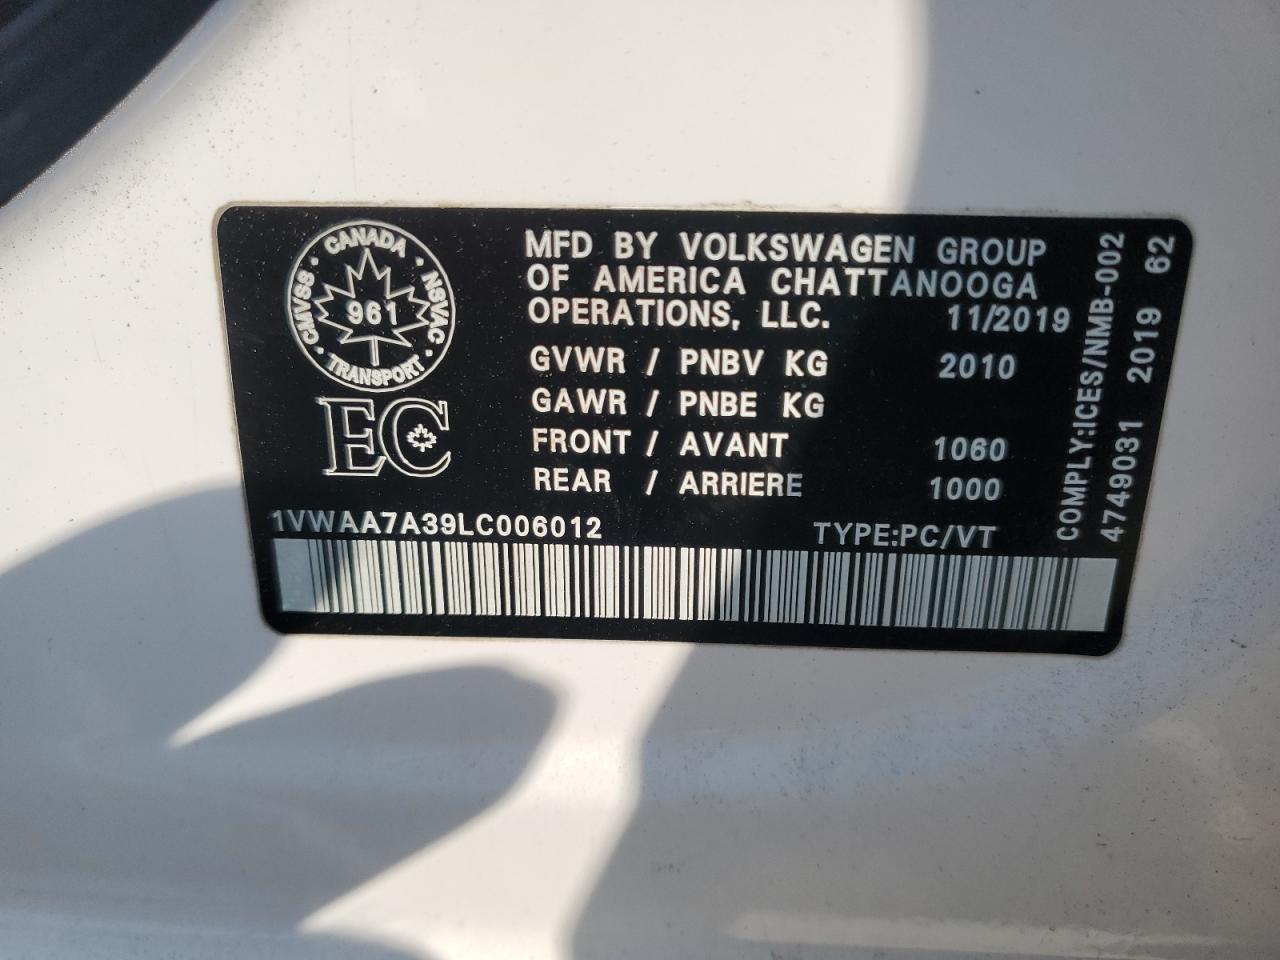 CANADA
CMVSS • NSVAC
961
TRANSPORT
EC
MFD BY VOLKSWAGEN GROUP
OF AMERICA CHATTANOOGA
OPERATIONS, LLC. 11/2019
GVWR / PNBV KG 2010
GAWR / PNBE KG
FRONT / AVANT 1060
REAR / ARRIERE 1000
1VWAA7A39LC006012 TYPE:PC/VT
COMPLY:ICES/NMB-002
4749031 2019 62